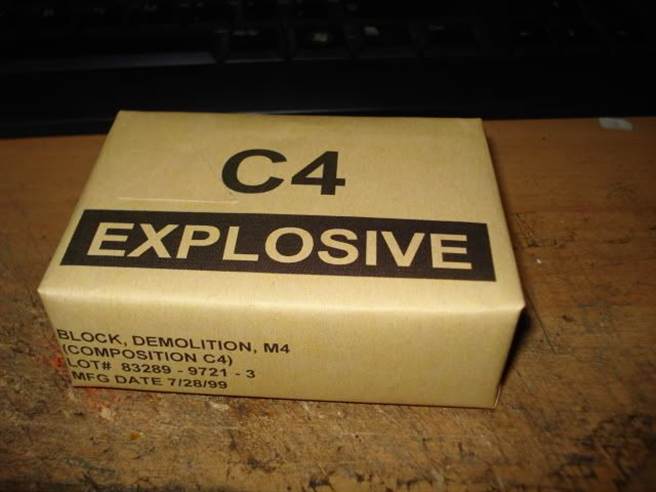 C4
EXPLOSIVE
BLOCK, DEMOLITION, M4
(COMPOSITION C4)
LOT# 83289 - 9721 - 3
MFG DATE 7/28/99